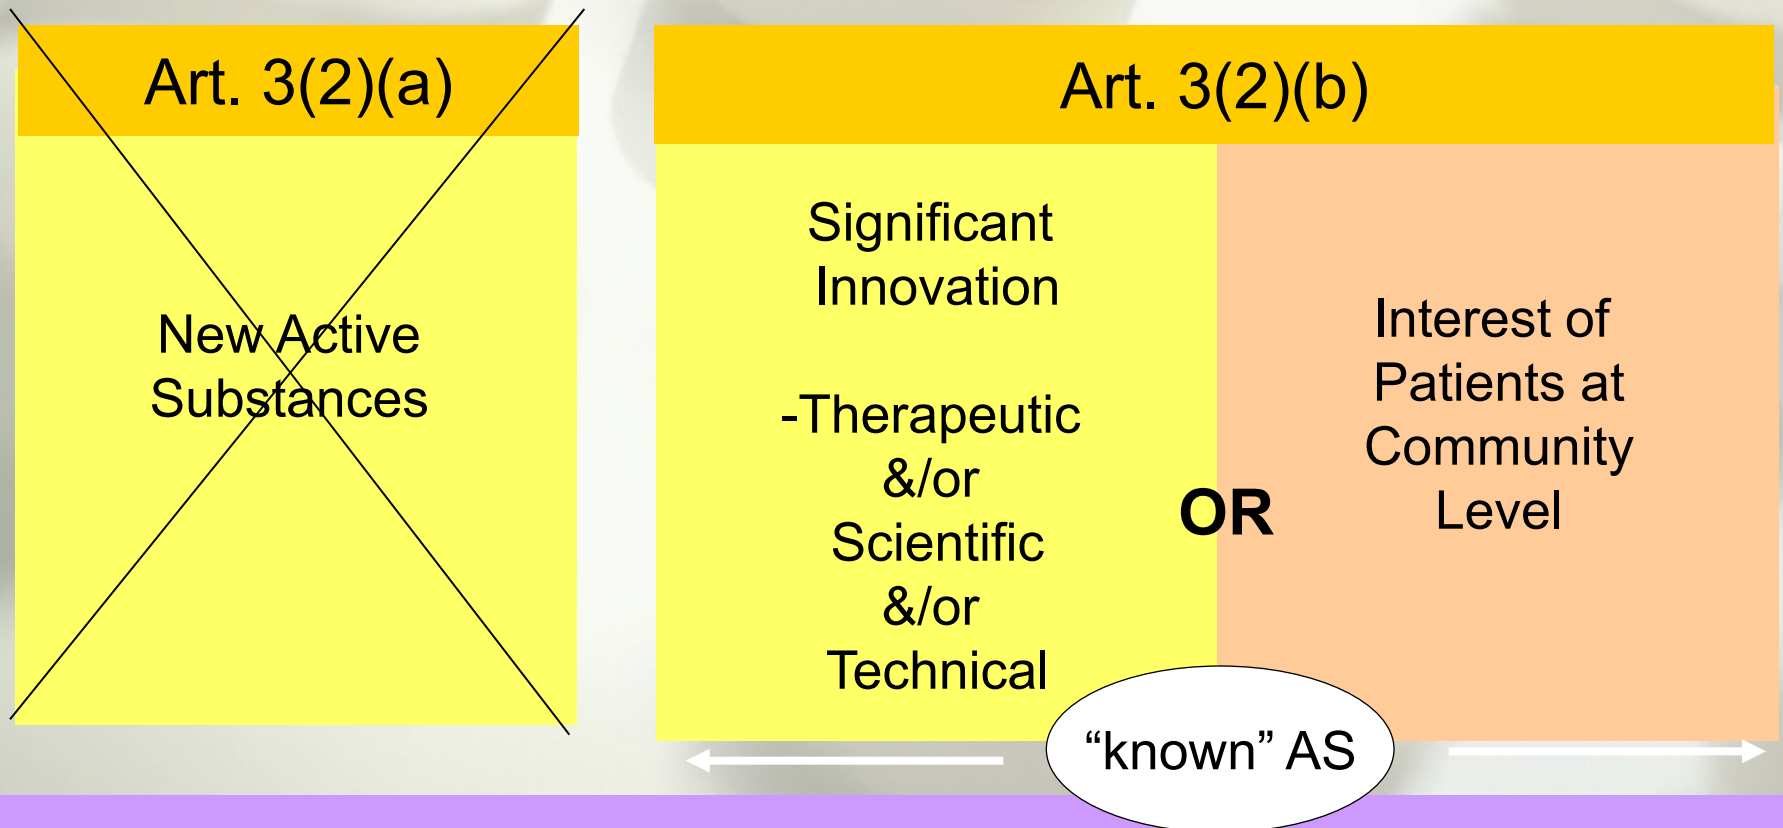 Art. 3(2)(a)
New Active
Substances
Art. 3(2)(b)
Significant
Innovation
-Therapeutic
&/or
Scientific
&/or
Technical
OR
Interest of
Patients at
Community
Level
“known” AS